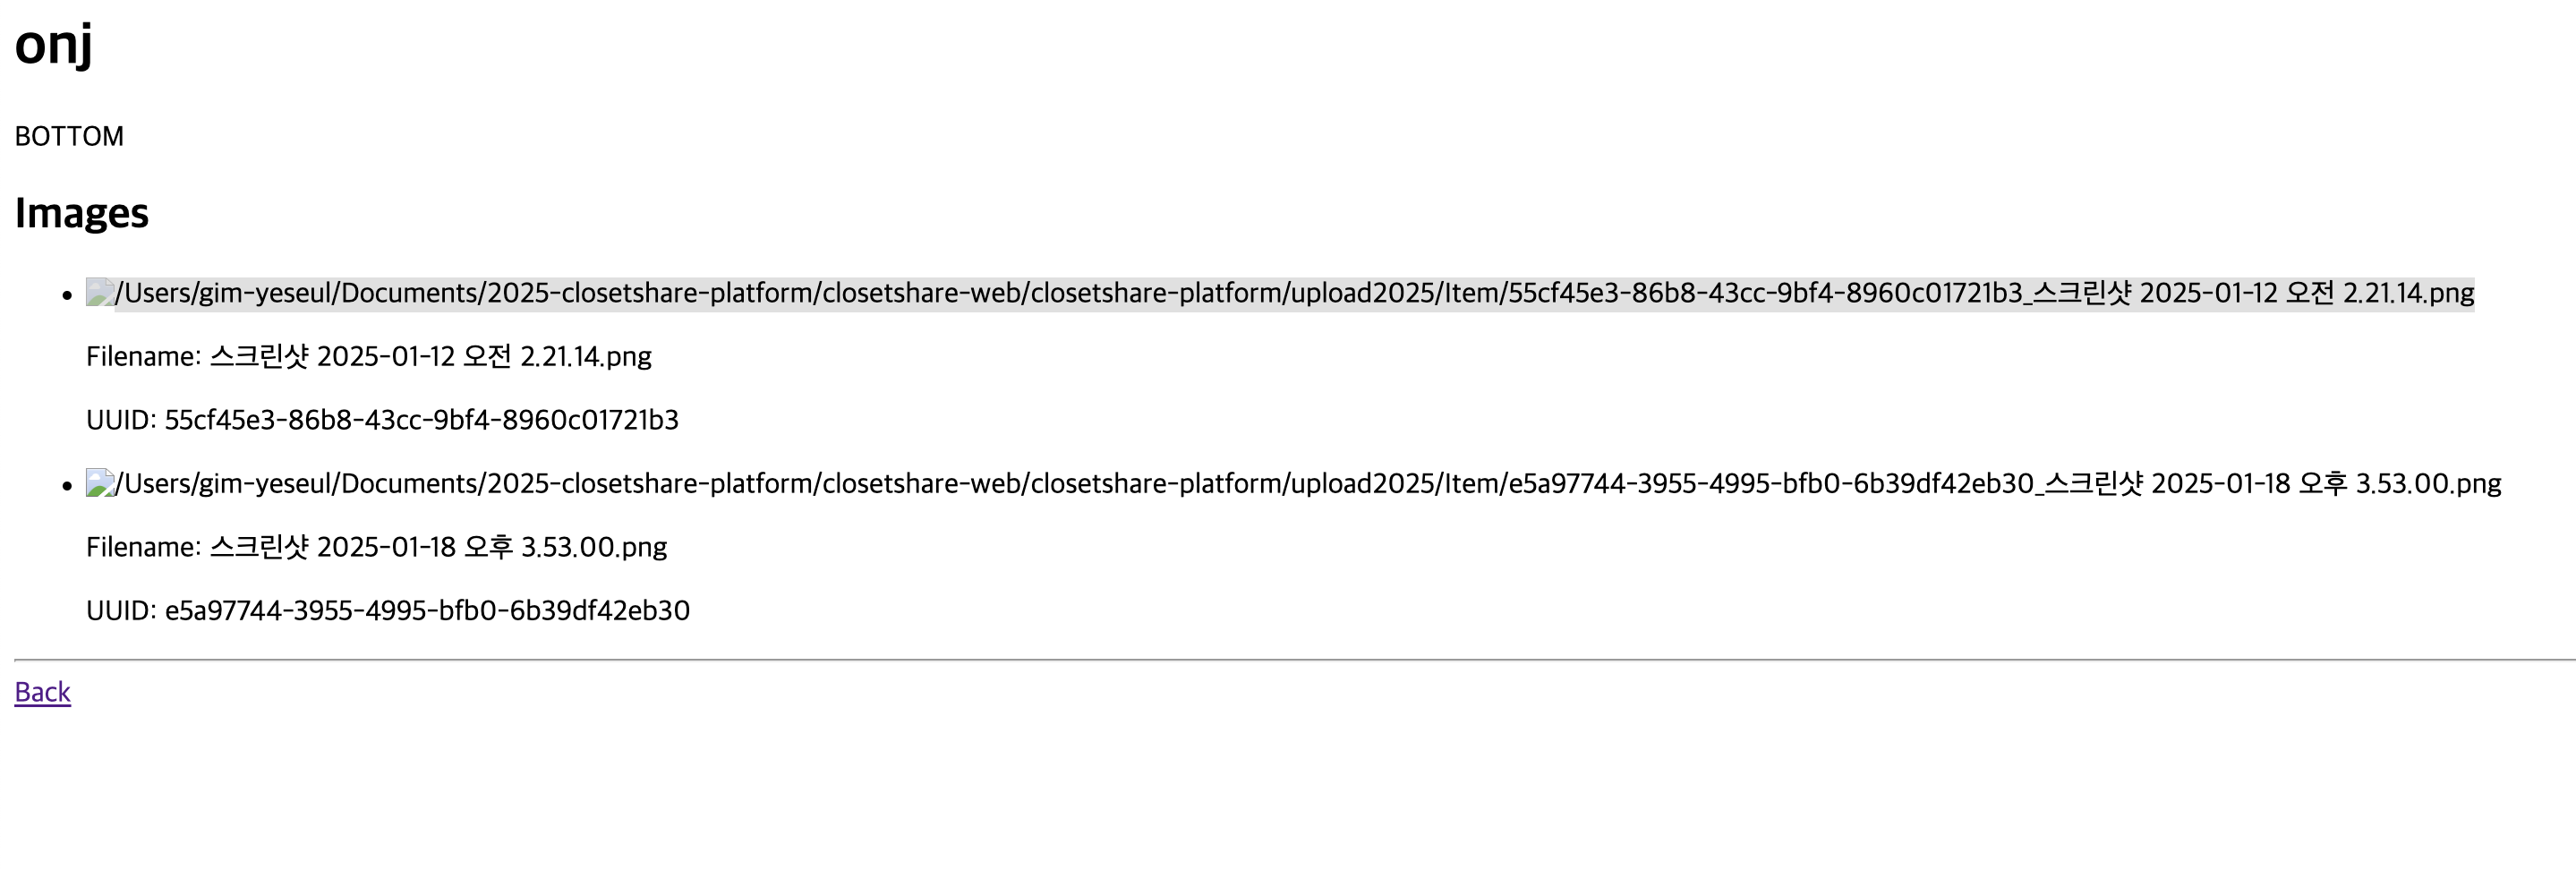 onj
BOTTOM
Images
/Users/gim-yeseul/Documents/2025-closetshare-platform/closetshare-web/closetshare-platform/upload2025/Item/55cf45e3-86b8-43cc-9bf4-8960c01721b3_스크린샷 2025-01-12 오전 2.21.14.png
Filename: 스크린샷 2025-01-12 오전 2.21.14.png
UUID: 55cf45e3-86b8-43cc-9bf4-8960c01721b3
/Users/gim-yeseul/Documents/2025-closetshare-platform/closetshare-web/closetshare-platform/upload2025/Item/e5a97744-3955-4995-bfb0-6b39df42eb30_스크린샷 2025-01-18 오후 3.53.00.png
Filename: 스크린샷 2025-01-18 오후 3.53.00.png
UUID: e5a97744-3955-4995-bfb0-6b39df42eb30
Back